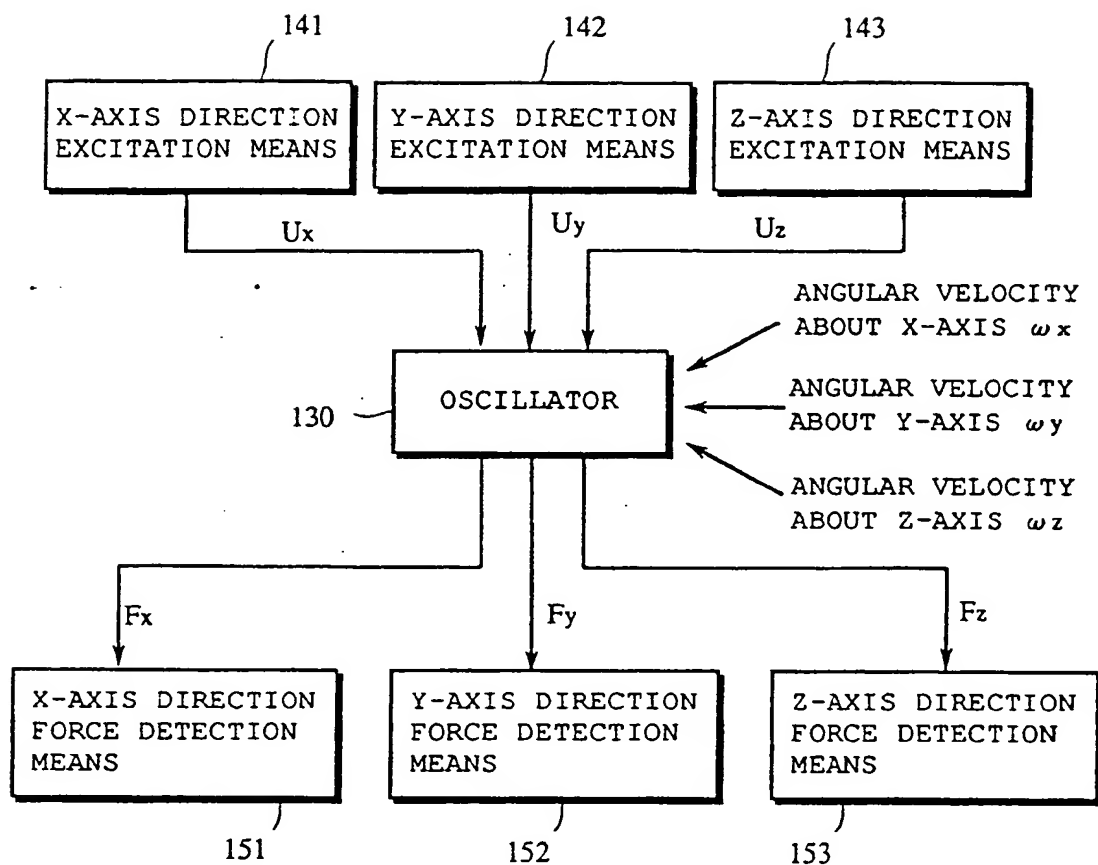 141
142
143
X-AXIS DIRECTION
EXCITATION MEANS
Y-AXIS DIRECTION
EXCITATION MEANS
Z-AXIS DIRECTION
EXCITATION MEANS
Ux
Uy
Uz
ANGULAR VELOCITY
ABOUT X-AXIS ωx
OSCILLATOR
130
ANGULAR VELOCITY
ABOUT Y-AXIS ωy
ANGULAR VELOCITY
ABOUT Z-AXIS ωz
Fx
Fy
Fz
X-AXIS DIRECTION
FORCE DETECTION
MEANS
Y-AXIS DIRECTION
FORCE DETECTION
MEANS
Z-AXIS DIRECTION
FORCE DETECTION
MEANS
151
152
153